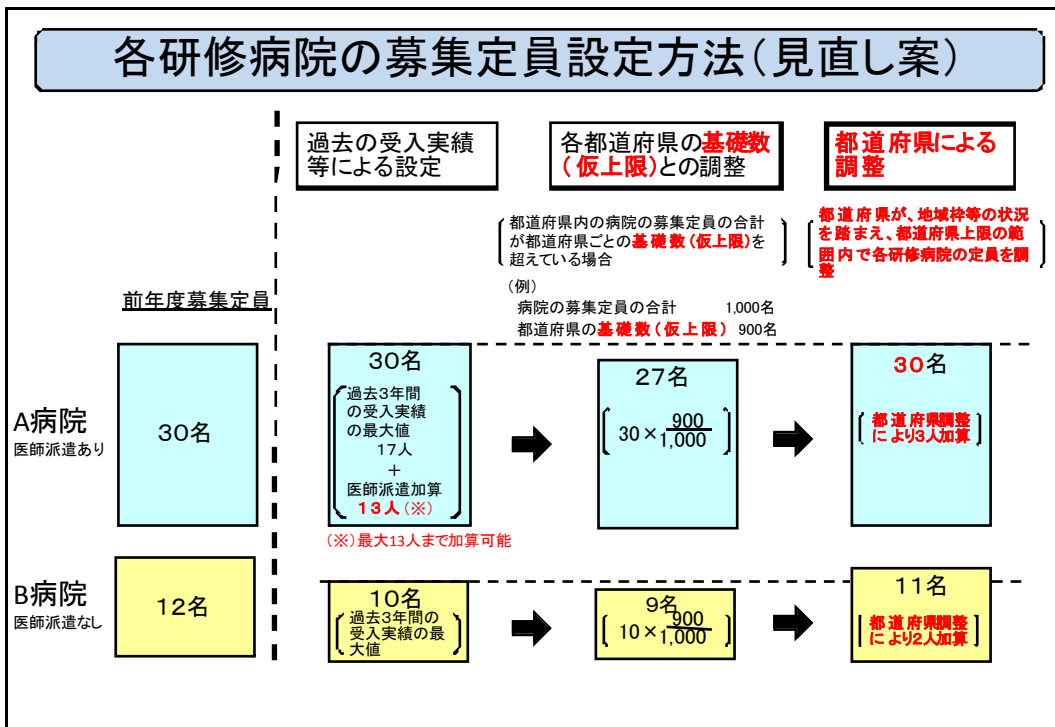 各研修病院の募集定員設定方法（見直し案）
過去の受入実績
等による設定
各都道府県の基礎数
（仮上限）との調整
都道府県による
調整
都道府県内の病院の募集定員の合計
が都道府県ごとの基礎数（仮上限）を
超えている場合
都道府県が、地域枠等の状況
を踏まえ、都道府県上限の範
囲内で各研修病院の定員を調
整
（例）
病院の募集定員の合計 1,000名
都道府県の基礎数（仮上限） 900名
前年度募集定員
A病院
医師派遣あり
30名
30名
過去3年間
の受入実績
の最大値
17人
＋
医師派遣加算
13人（※）
27名
30×900/1,000
30名
都道府県調整
により3人加算
（※）最大13人まで加算可能
B病院
医師派遣なし
12名
10名
過去3年間の
受入実績の最
大値
9名
10×900/1,000
11名
都道府県調整
により2人加算